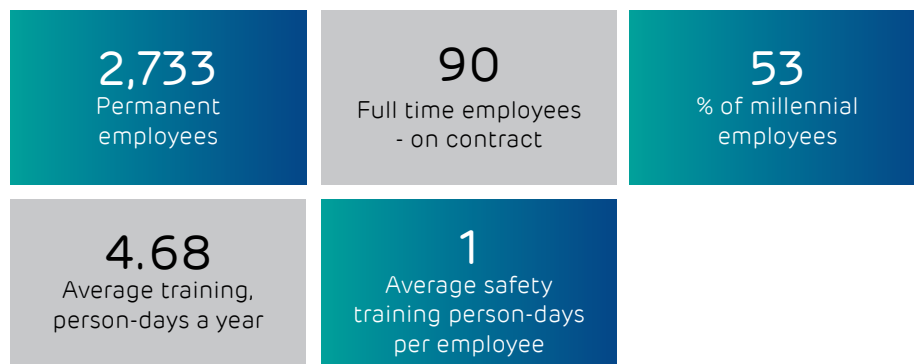 2,733
Permanent
employees
90
Full time employees
- on contract
53
% of millennial
employees
4.68
Average training,
person-days a year
1
Average safety
training person-days
per employee